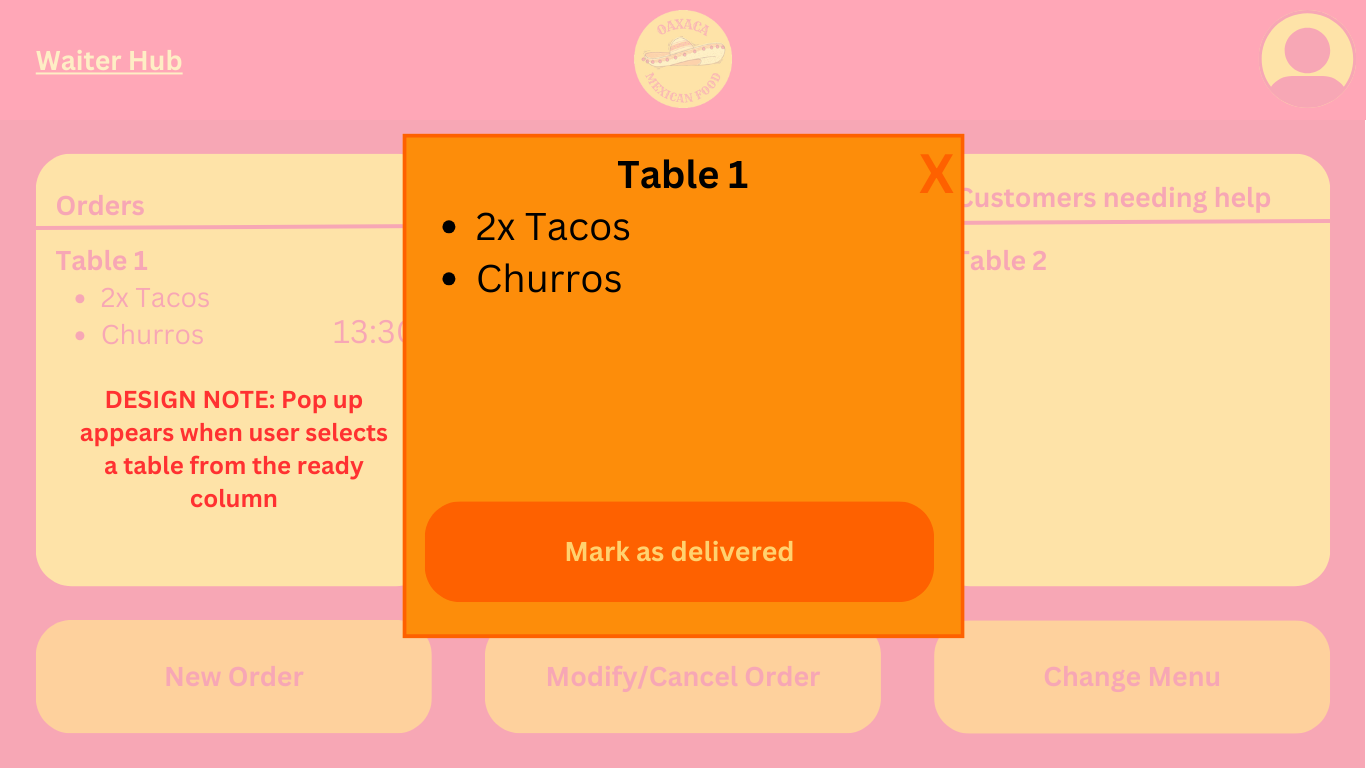 Waiter Hub
OAXACA
MEXICAN FOOD
Orders
Table 1
• 2x Tacos
• Churros
13:30
DESIGN NOTE: Pop up
appears when user selects
a table from the ready
column
Table 1
X
• 2x Tacos
• Churros
Mark as delivered
Customers needing help
Table 2
New Order
Modify/Cancel Order
Change Menu